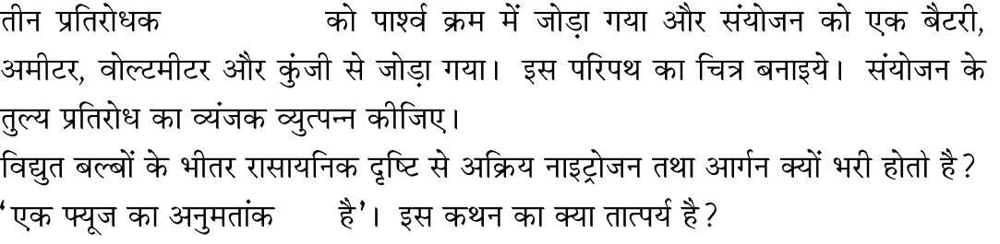 तीन प्रतिरोधक को पार्श्व क्रम में जोड़ा गया और संयोजन को एक बैटरी,
अमीटर, वोल्टमीटर और कुंजी से जोड़ा गया। इस परिपथ का चित्र बनाइये। संयोजन के
तुल्य प्रतिरोध का व्यंजक व्युत्पन्न कीजिए।
विद्युत बल्बों के भीतर रासायनिक दृष्टि से अक्रिय नाइट्रोजन तथा आर्गन क्यों भरी होती है?
‘एक फ्यूज का अनुमतांक है’। इस कथन का क्या तात्पर्य है?